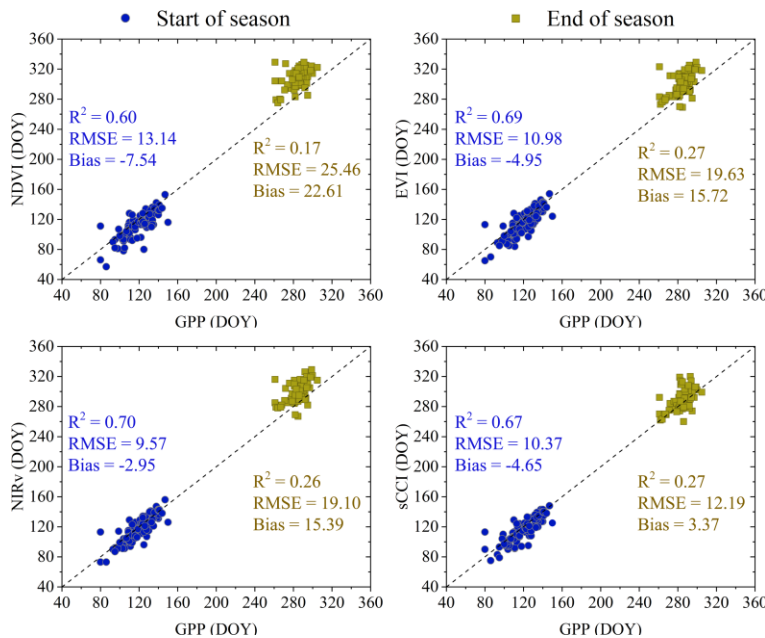 Start of season
End of season
360
320
280
240
200
160
120
80
40
NDVI (DOY)
R² = 0.60
RMSE = 13.14
Bias = -7.54
R² = 0.17
RMSE = 25.46
Bias = 22.61
40 80 120 160 200 240 280 320 360
GPP (DOY)
360
320
280
240
200
160
120
80
40
EVI (DOY)
R² = 0.69
RMSE = 10.98
Bias = -4.95
R² = 0.27
RMSE = 19.63
Bias = 15.72
40 80 120 160 200 240 280 320 360
GPP (DOY)
360
320
280
240
200
160
120
80
40
NIRv (DOY)
R² = 0.70
RMSE = 9.57
Bias = -2.95
R² = 0.26
RMSE = 19.10
Bias = 15.39
40 80 120 160 200 240 280 320 360
GPP (DOY)
360
320
280
240
200
160
120
80
40
sCCI (DOY)
R² = 0.67
RMSE = 10.37
Bias = -4.65
R² = 0.27
RMSE = 12.19
Bias = 3.37
40 80 120 160 200 240 280 320 360
GPP (DOY)